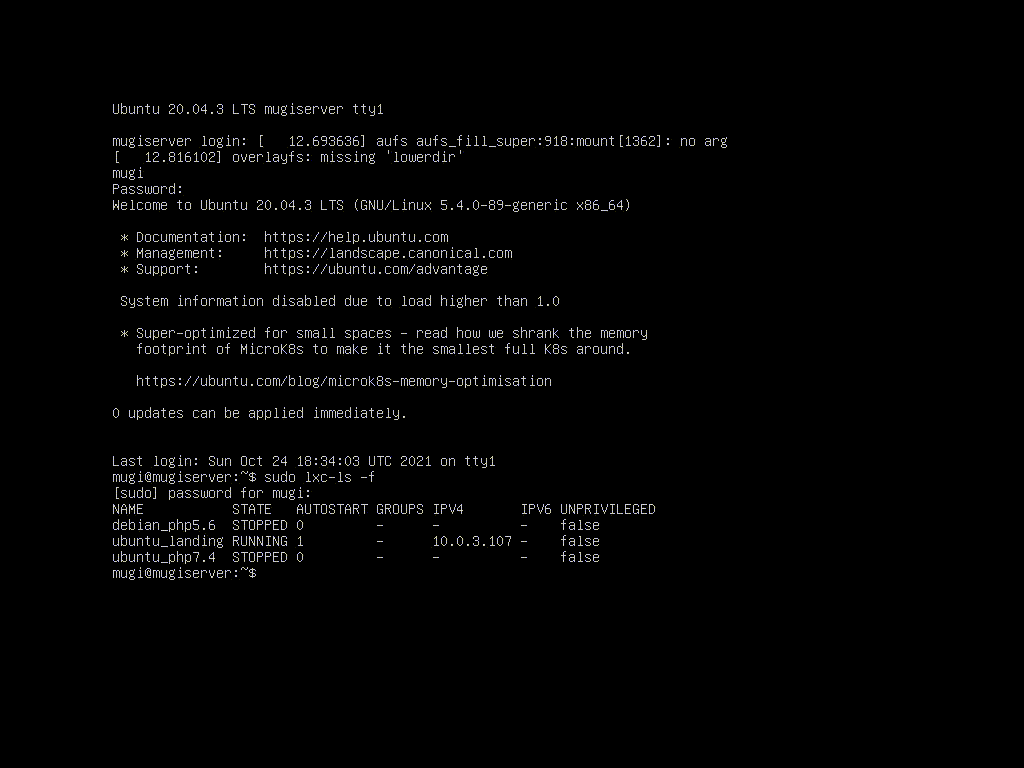 Ubuntu 20.04.3 LTS mugiserver tty1
mugiserver login: [   12.693636] aufs aufs_fill_super:918:mount[1362]: no arg
[   12.816102] overlayfs: missing 'lowerdir'
mugi
Password:
Welcome to Ubuntu 20.04.3 LTS (GNU/Linux 5.4.0-89-generic x86_64)
 * Documentation:  https://help.ubuntu.com
 * Management:     https://landscape.canonical.com
 * Support:        https://ubuntu.com/advantage
 System information disabled due to load higher than 1.0
 * Super-optimized for small spaces - read how we shrank the memory
   footprint of MicroK8s to make it the smallest full K8s around.
   https://ubuntu.com/blog/microk8s-memory-optimisation
0 updates can be applied immediately.
Last login: Sun Oct 24 18:34:03 UTC 2021 on tty1
mugi@mugiserver:~$ sudo lxc-ls -f
[sudo] password for mugi:
NAME           STATE   AUTOSTART GROUPS IPV4       IPV6 UNPRIVILEGED
debian_php5.6  STOPPED 0         -      -          -    false
ubuntu_landing RUNNING 1         -      10.0.3.107 -    false
ubuntu_php7.4  STOPPED 0         -      -          -    false
mugi@mugiserver:~$